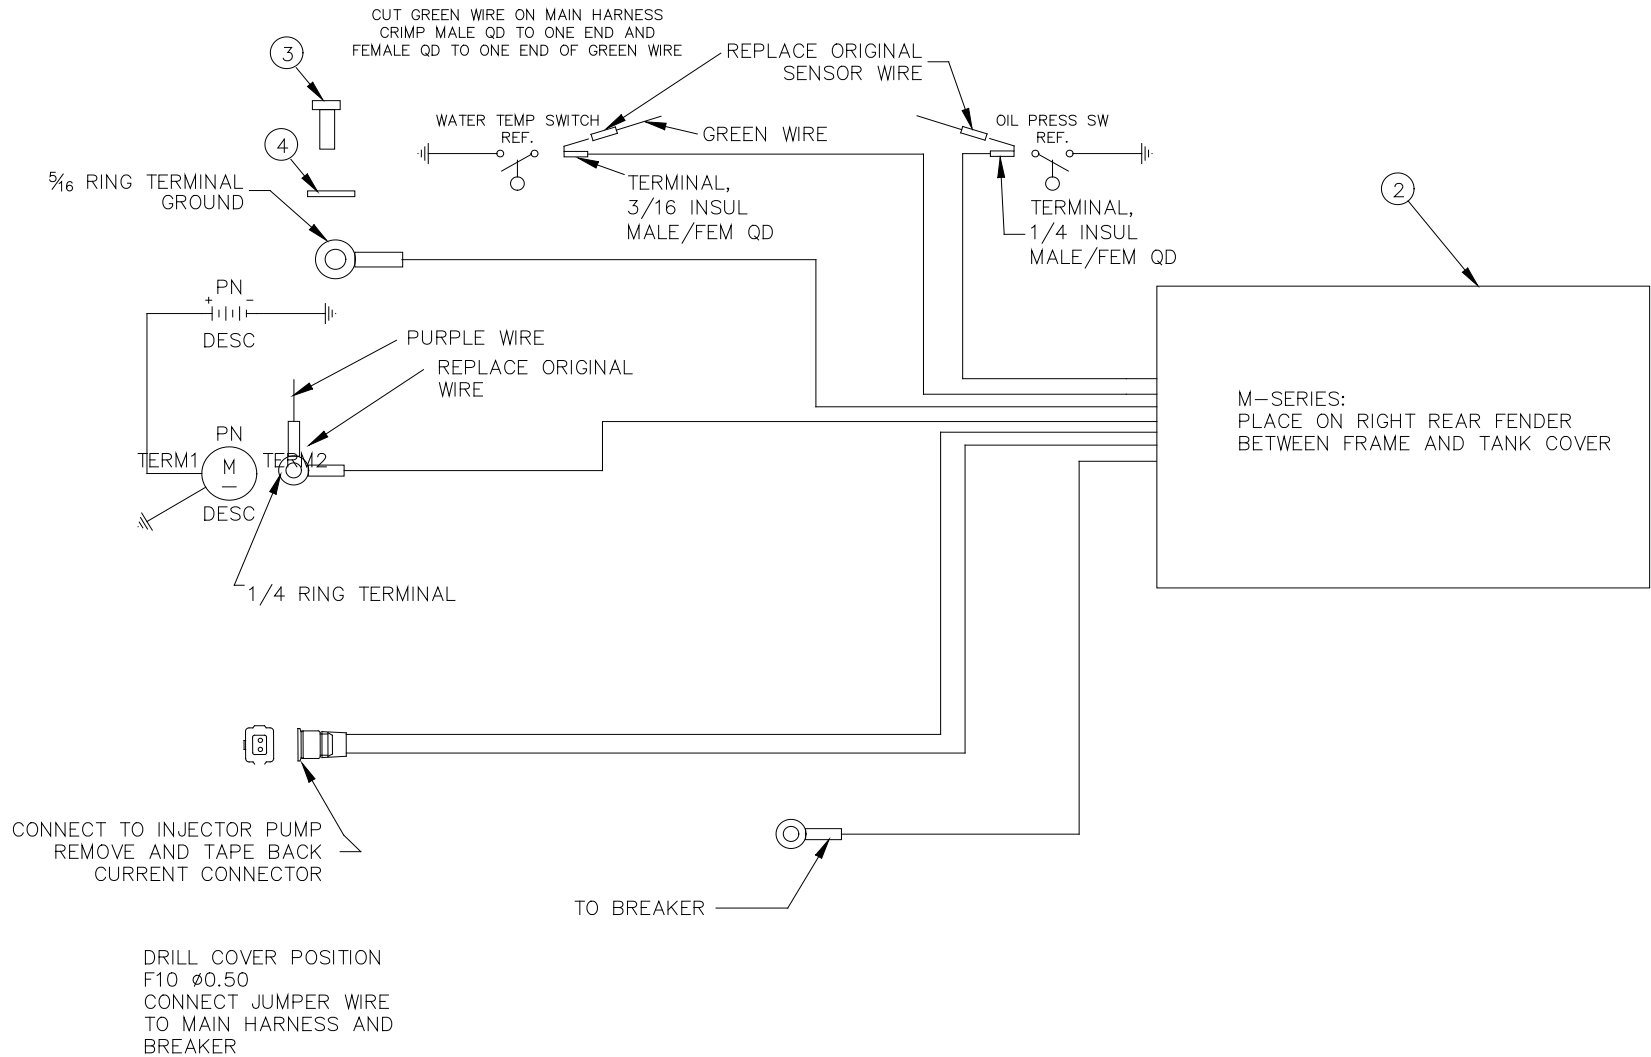 CUT GREEN WIRE ON MAIN HARNESS
CRIMP MALE QD TO ONE END AND
FEMALE QD TO ONE END OF GREEN WIRE
3
REPLACE ORIGINAL
SENSOR WIRE
WATER TEMP SWITCH
REF.
GREEN WIRE
OIL PRESS SW
REF.
4
5/16 RING TERMINAL
GROUND
TERMINAL,
3/16 INSUL
MALE/FEM QD
TERMINAL,
1/4 INSUL
MALE/FEM QD
2
PN
+ -
DESC
PURPLE WIRE
REPLACE ORIGINAL
WIRE
M-SERIES:
PLACE ON RIGHT REAR FENDER
BETWEEN FRAME AND TANK COVER
PN
TERM1 M TERM2
DESC
1/4 RING TERMINAL
CONNECT TO INJECTOR PUMP
REMOVE AND TAPE BACK
CURRENT CONNECTOR
TO BREAKER
DRILL COVER POSITION
F10 ø0.50
CONNECT JUMPER WIRE
TO MAIN HARNESS AND
BREAKER